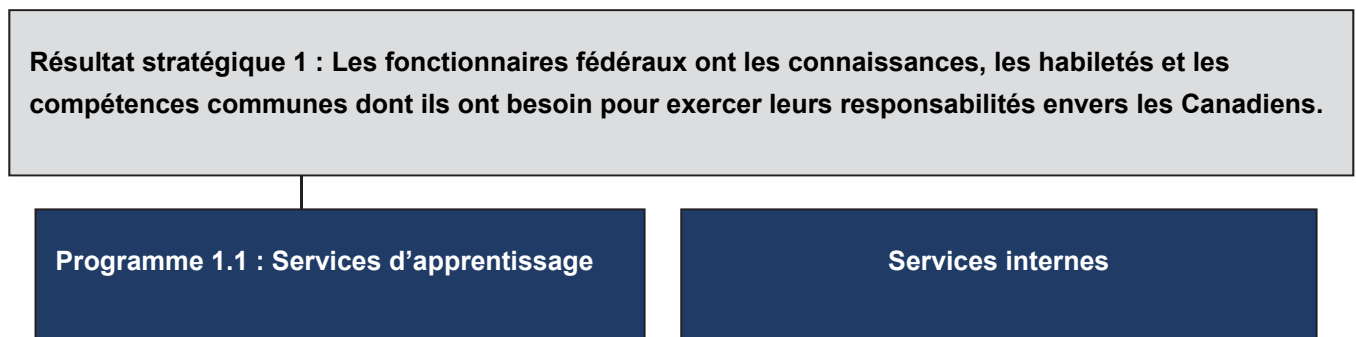 Résultat stratégique 1 : Les fonctionnaires fédéraux ont les connaissances, les habiletés et les
compétences communes dont ils ont besoin pour exercer leurs responsabilités envers les Canadiens.
Programme 1.1 : Services d’apprentissage
Services internes